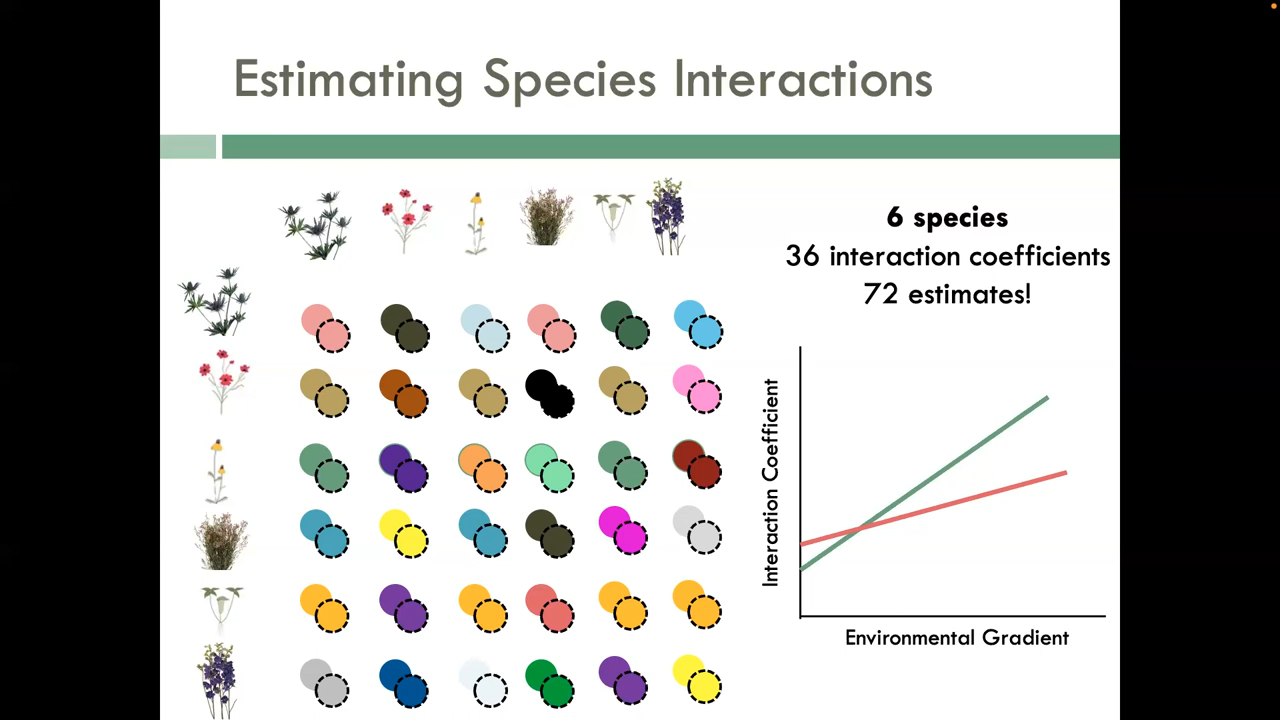 Estimating Species Interactions
6 species
36 interaction coefficients
72 estimates!
Interaction Coefficient
Environmental Gradient